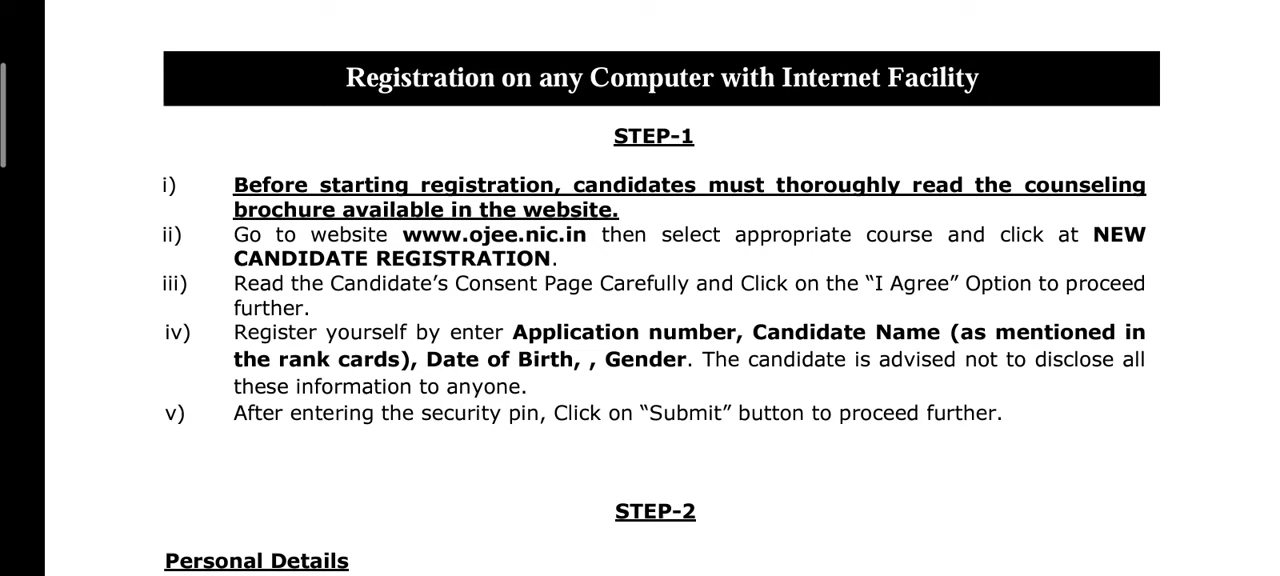 Registration on any Computer with Internet Facility
STEP-1
i) Before starting registration, candidates must thoroughly read the counseling
brochure available in the website.
ii) Go to website www.ojee.nic.in then select appropriate course and click at NEW
CANDIDATE REGISTRATION.
iii) Read the Candidate’s Consent Page Carefully and Click on the “I Agree” Option to proceed
further.
iv) Register yourself by enter Application number, Candidate Name (as mentioned in
the rank cards), Date of Birth, , Gender. The candidate is advised not to disclose all
these information to anyone.
v) After entering the security pin, Click on “Submit” button to proceed further.
STEP-2
Personal Details